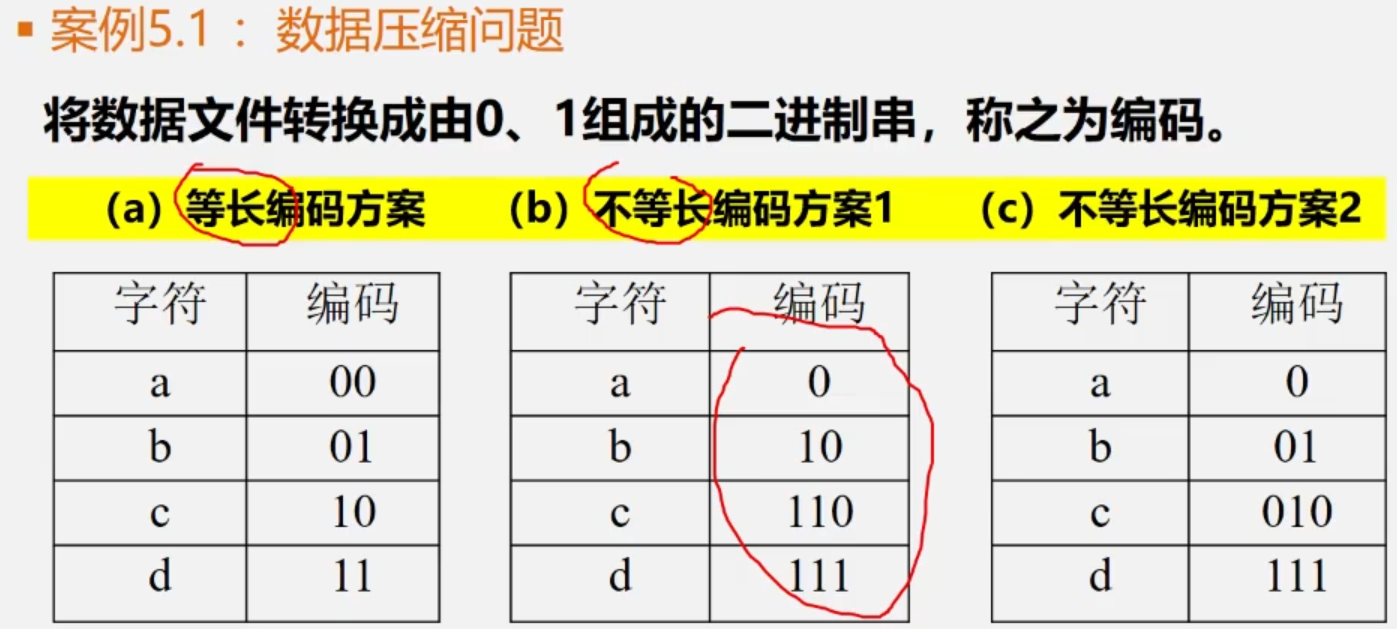 ▪ 案例5.1 ：数据压缩问题
将数据文件转换成由0、1组成的二进制串，称之为编码。
（a）等长编码方案 （b）不等长编码方案1 （c）不等长编码方案2
字符 编码 字符 编码 字符 编码
a 00 a 0 a 0
b 01 b 10 b 01
c 10 c 110 c 010
d 11 d 111 d 111